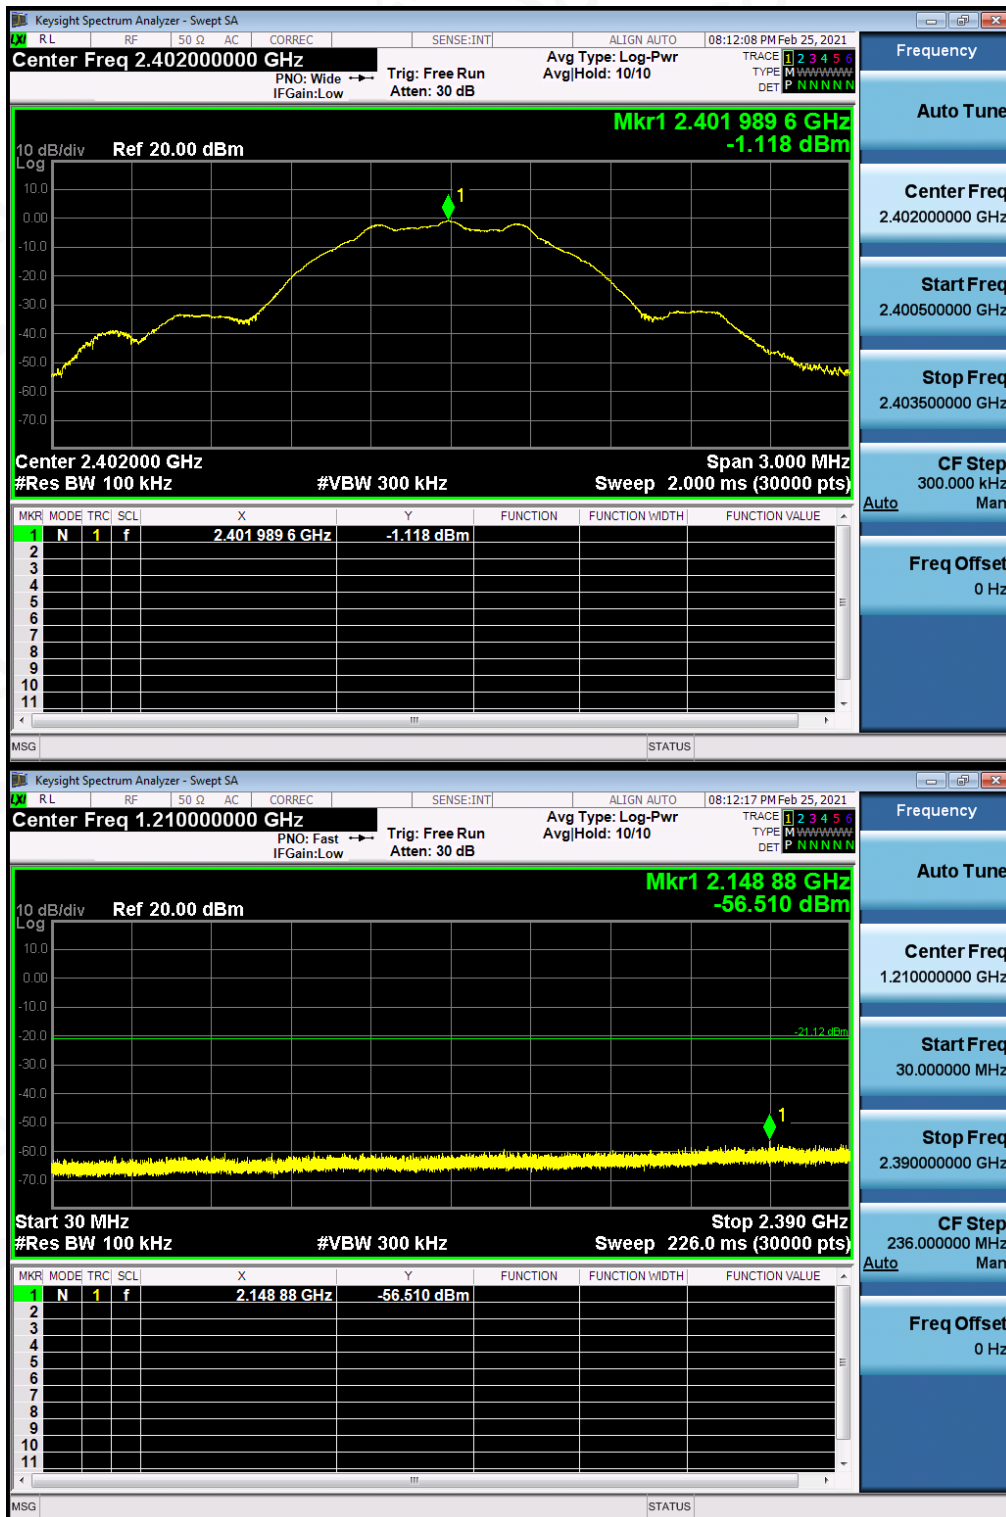 Keysight Spectrum Analyzer - Swept SA
LXI RL RF 50 Ω AC CORREC SENSE:INT ALIGN AUTO 08:12:08 PM Feb 25, 2021
Center Freq 2.402000000 GHz
PNO: Wide
IFGain:Low
Trig: Free Run
Atten: 30 dB
Avg Type: Log-Pwr
Avg|Hold: 10/10
TRACE 1 2 3 4 5 6
TYPE M WWWWW
DET P N N N N N
Mkr1 2.401 989 6 GHz
-1.118 dBm
10 dB/div Ref 20.00 dBm
Log
10.0
0.00
-10.0
-20.0
-30.0
-40.0
-50.0
-60.0
-70.0
1
Center 2.402000 GHz Span 3.000 MHz
#Res BW 100 kHz #VBW 300 kHz Sweep 2.000 ms (30000 pts)
MKR MODE TRC SCL X Y FUNCTION FUNCTION WIDTH FUNCTION VALUE
1 N 1 f 2.401 989 6 GHz -1.118 dBm
2
3
4
5
6
7
8
9
10
11
MSG STATUS
Frequency
Auto Tune
Center Freq
2.402000000 GHz
Start Freq
2.400500000 GHz
Stop Freq
2.403500000 GHz
CF Step
300.000 kHz
Auto Man
Freq Offset
0 Hz
Keysight Spectrum Analyzer - Swept SA
LXI RL RF 50 Ω AC CORREC SENSE:INT ALIGN AUTO 08:12:17 PM Feb 25, 2021
Center Freq 1.210000000 GHz
PNO: Fast
IFGain:Low
Trig: Free Run
Atten: 30 dB
Avg Type: Log-Pwr
Avg|Hold: 10/10
TRACE 1 2 3 4 5 6
TYPE M WWWWW
DET P N N N N N
Mkr1 2.148 88 GHz
-56.510 dBm
10 dB/div Ref 20.00 dBm
Log
10.0
0.00
-10.0
-20.0
-30.0
-40.0
-50.0
-60.0
-70.0
-21.12 dBm
1
Start 30 MHz Stop 2.390 GHz
#Res BW 100 kHz #VBW 300 kHz Sweep 226.0 ms (30000 pts)
MKR MODE TRC SCL X Y FUNCTION FUNCTION WIDTH FUNCTION VALUE
1 N 1 f 2.148 88 GHz -56.510 dBm
2
3
4
5
6
7
8
9
10
11
MSG STATUS
Frequency
Auto Tune
Center Freq
1.210000000 GHz
Start Freq
30.000000 MHz
Stop Freq
2.390000000 GHz
CF Step
236.000000 MHz
Auto Man
Freq Offset
0 Hz